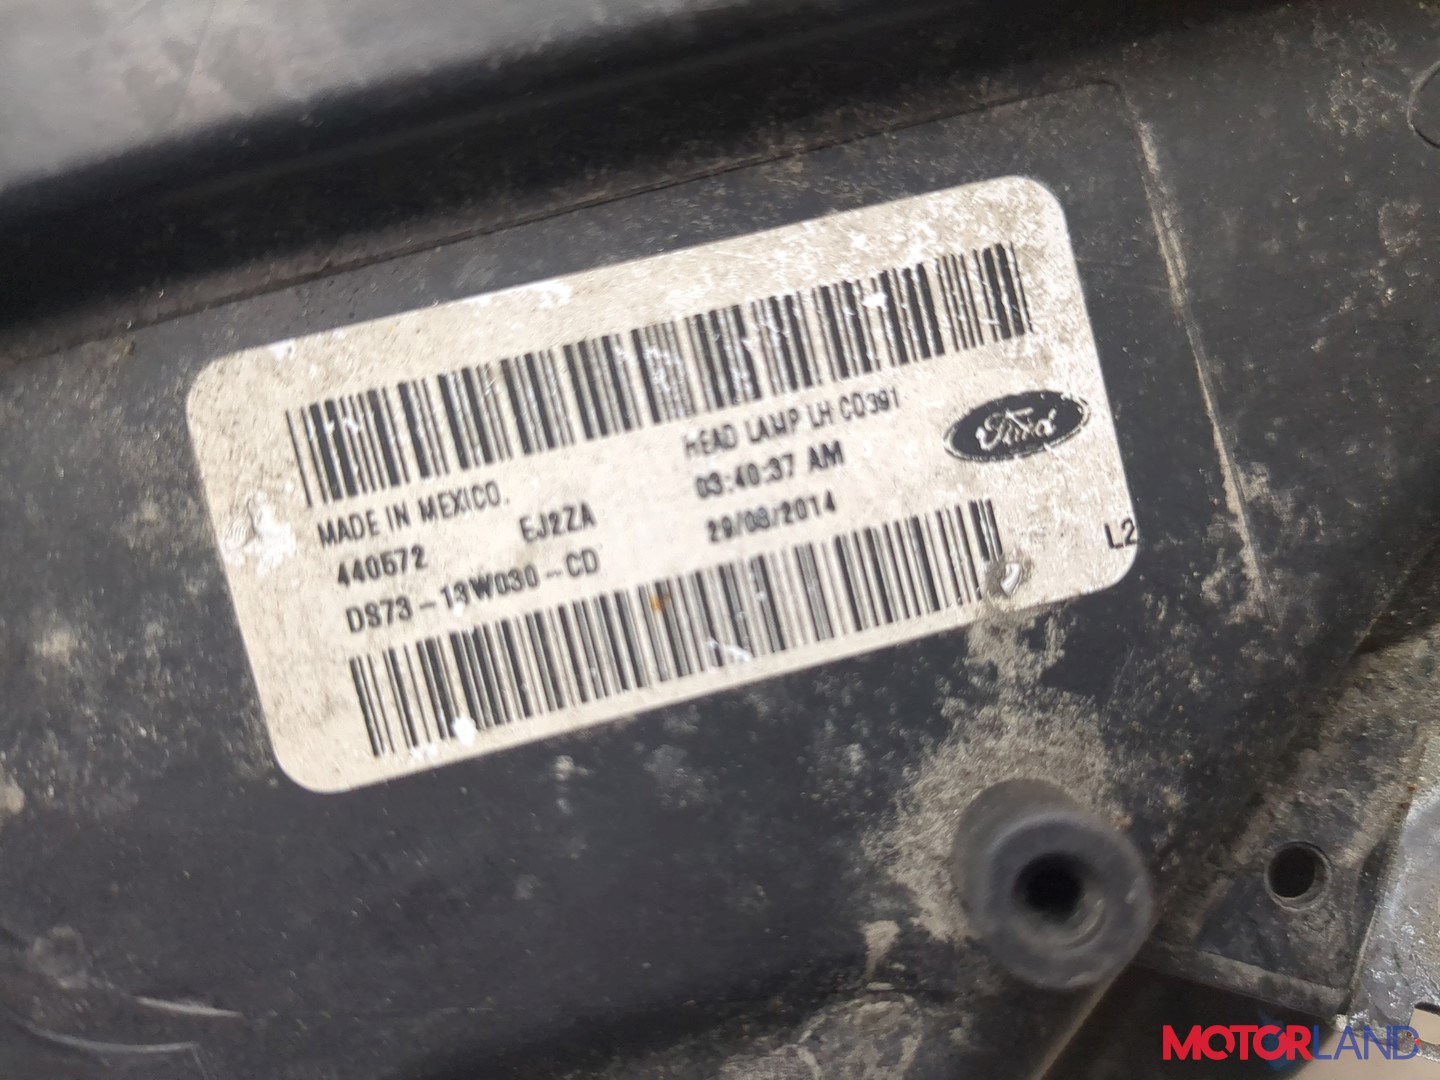 HEAD LAMP LH CD391
Ford
MADE IN MEXICO.
03:40:37 AM
440572
EJ2ZA
29/08/2014
DS73-13W030-CD
L2
MOTORLAND